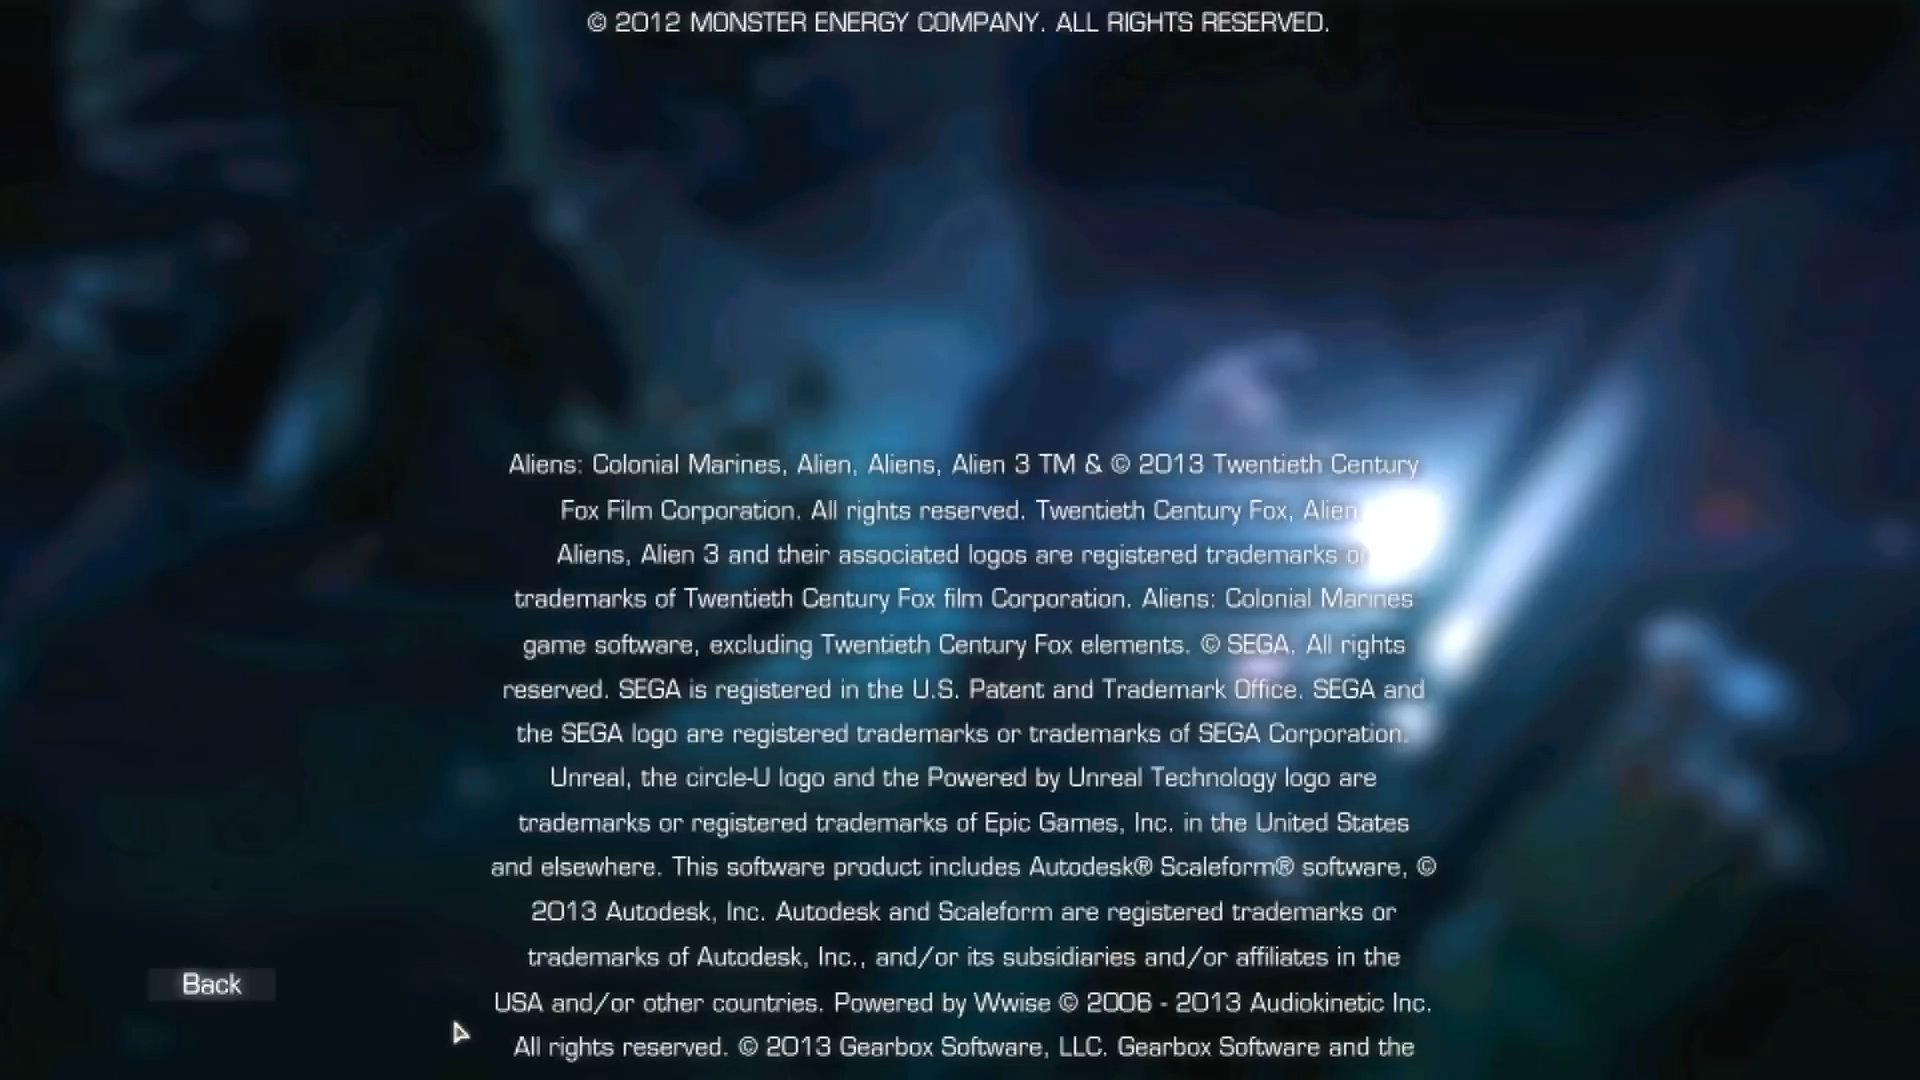 © 2012 MONSTER ENERGY COMPANY. ALL RIGHTS RESERVED.
Aliens: Colonial Marines, Alien, Aliens, Alien 3 TM & © 2013 Twentieth Century
Fox Film Corporation. All rights reserved. Twentieth Century Fox, Alien,
Aliens, Alien 3 and their associated logos are registered trademarks or
trademarks of Twentieth Century Fox film Corporation. Aliens: Colonial Marines
game software, excluding Twentieth Century Fox elements. © SEGA. All rights
reserved. SEGA is registered in the U.S. Patent and Trademark Office. SEGA and
the SEGA logo are registered trademarks or trademarks of SEGA Corporation.
Unreal, the circle-U logo and the Powered by Unreal Technology logo are
trademarks or registered trademarks of Epic Games, Inc. in the United States
and elsewhere. This software product includes Autodesk® Scaleform® software, ©
2013 Autodesk, Inc. Autodesk and Scaleform are registered trademarks or
trademarks of Autodesk, Inc., and/or its subsidiaries and/or affiliates in the
USA and/or other countries. Powered by Wwise © 2006 - 2013 Audiokinetic Inc.
All rights reserved. © 2013 Gearbox Software, LLC. Gearbox Software and the
Back